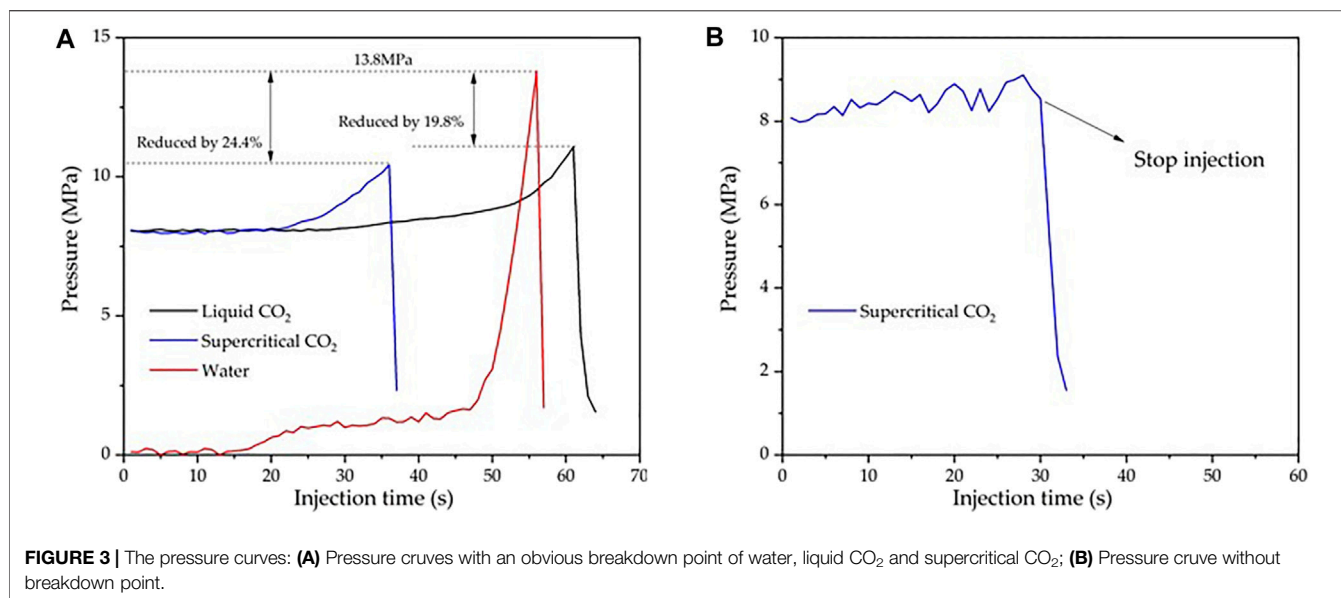 A
15
10
5
0
Pressure (MPa)
13.8MPa
Reduced by 24.4%
Reduced by 19.8%
Liquid CO₂
Supercritical CO₂
Water
0 10 20 30 40 50 60 70
Injection time (s)
B
10
8
6
4
2
0
Pressure (MPa)
Stop injection
Supercritical CO₂
0 10 20 30 40 50 60
Injection time (s)
FIGURE 3 | The pressure curves: (A) Pressure cruves with an obvious breakdown point of water, liquid CO₂ and supercritical CO₂; (B) Pressure cruve without
breakdown point.